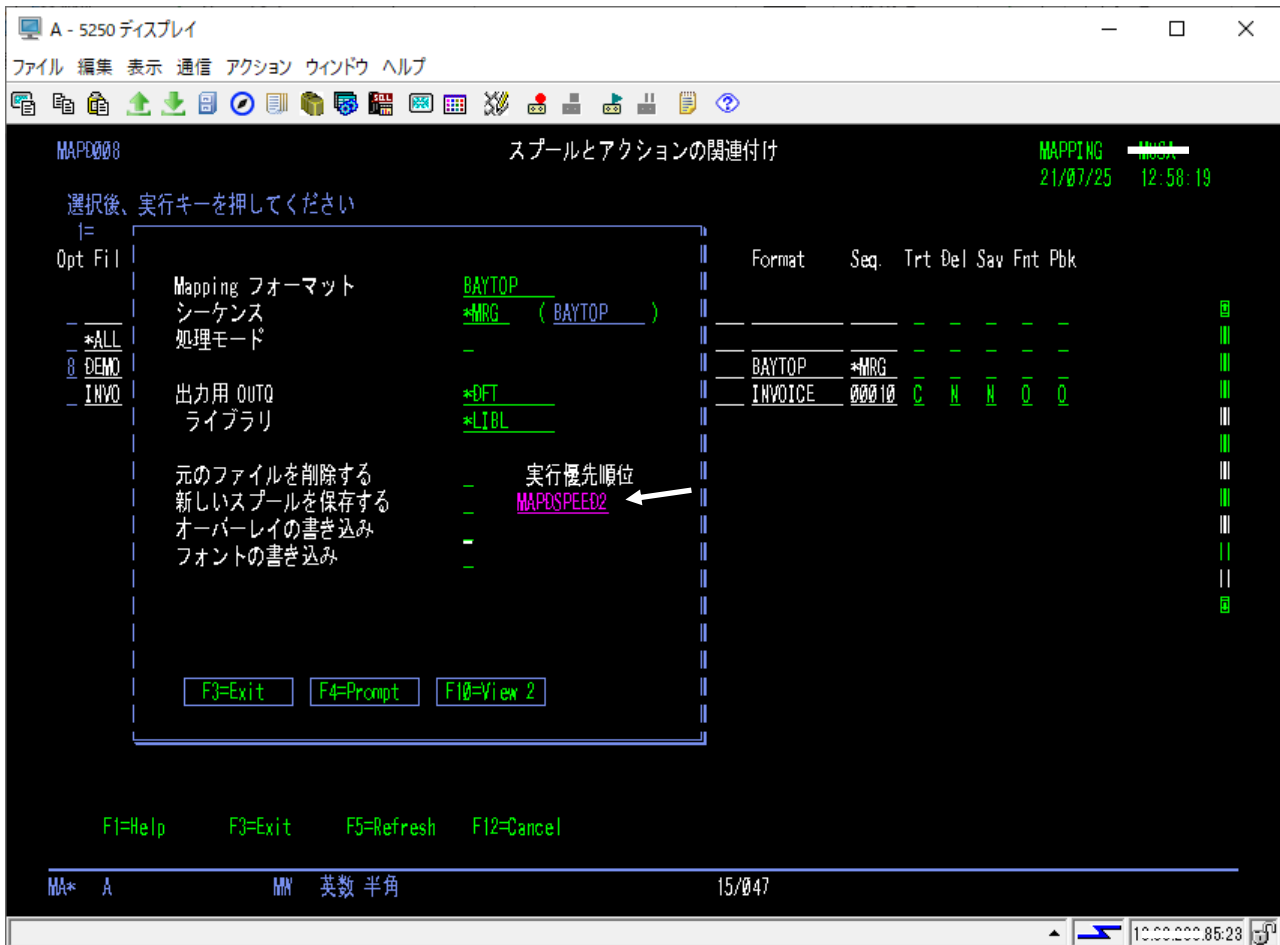 A - 5250 ディスプレイ
ファイル 編集 表示 通信 アクション ウィンドウ ヘルプ
MAPD008 スプールとアクションの関連付け MAPPING
21/07/25 12:58:19
選択後、実行キーを押してください
1=
Opt Fil Format Seq. Trt Del Sav Fnt Pbk
Mapping フォーマット BAYTOP
シーケンス *MRG ( BAYTOP )
_ *ALL 処理モード _
8 DEMO BAYTOP *MRG _ _ _ _ _
_ INVO 出力用 OUTQ *DFT INVOICE 00010 C N N O O
ライブラリ *LIBL
元のファイルを削除する _ 実行優先順位
新しいスプールを保存する _ MAPDSPEED2
オーバーレイの書き込み _
フォントの書き込み _
F3=Exit F4=Prompt F10=View 2
F1=Help F3=Exit F5=Refresh F12=Cancel
MA* A MW 英数 半角 15/047
85:23